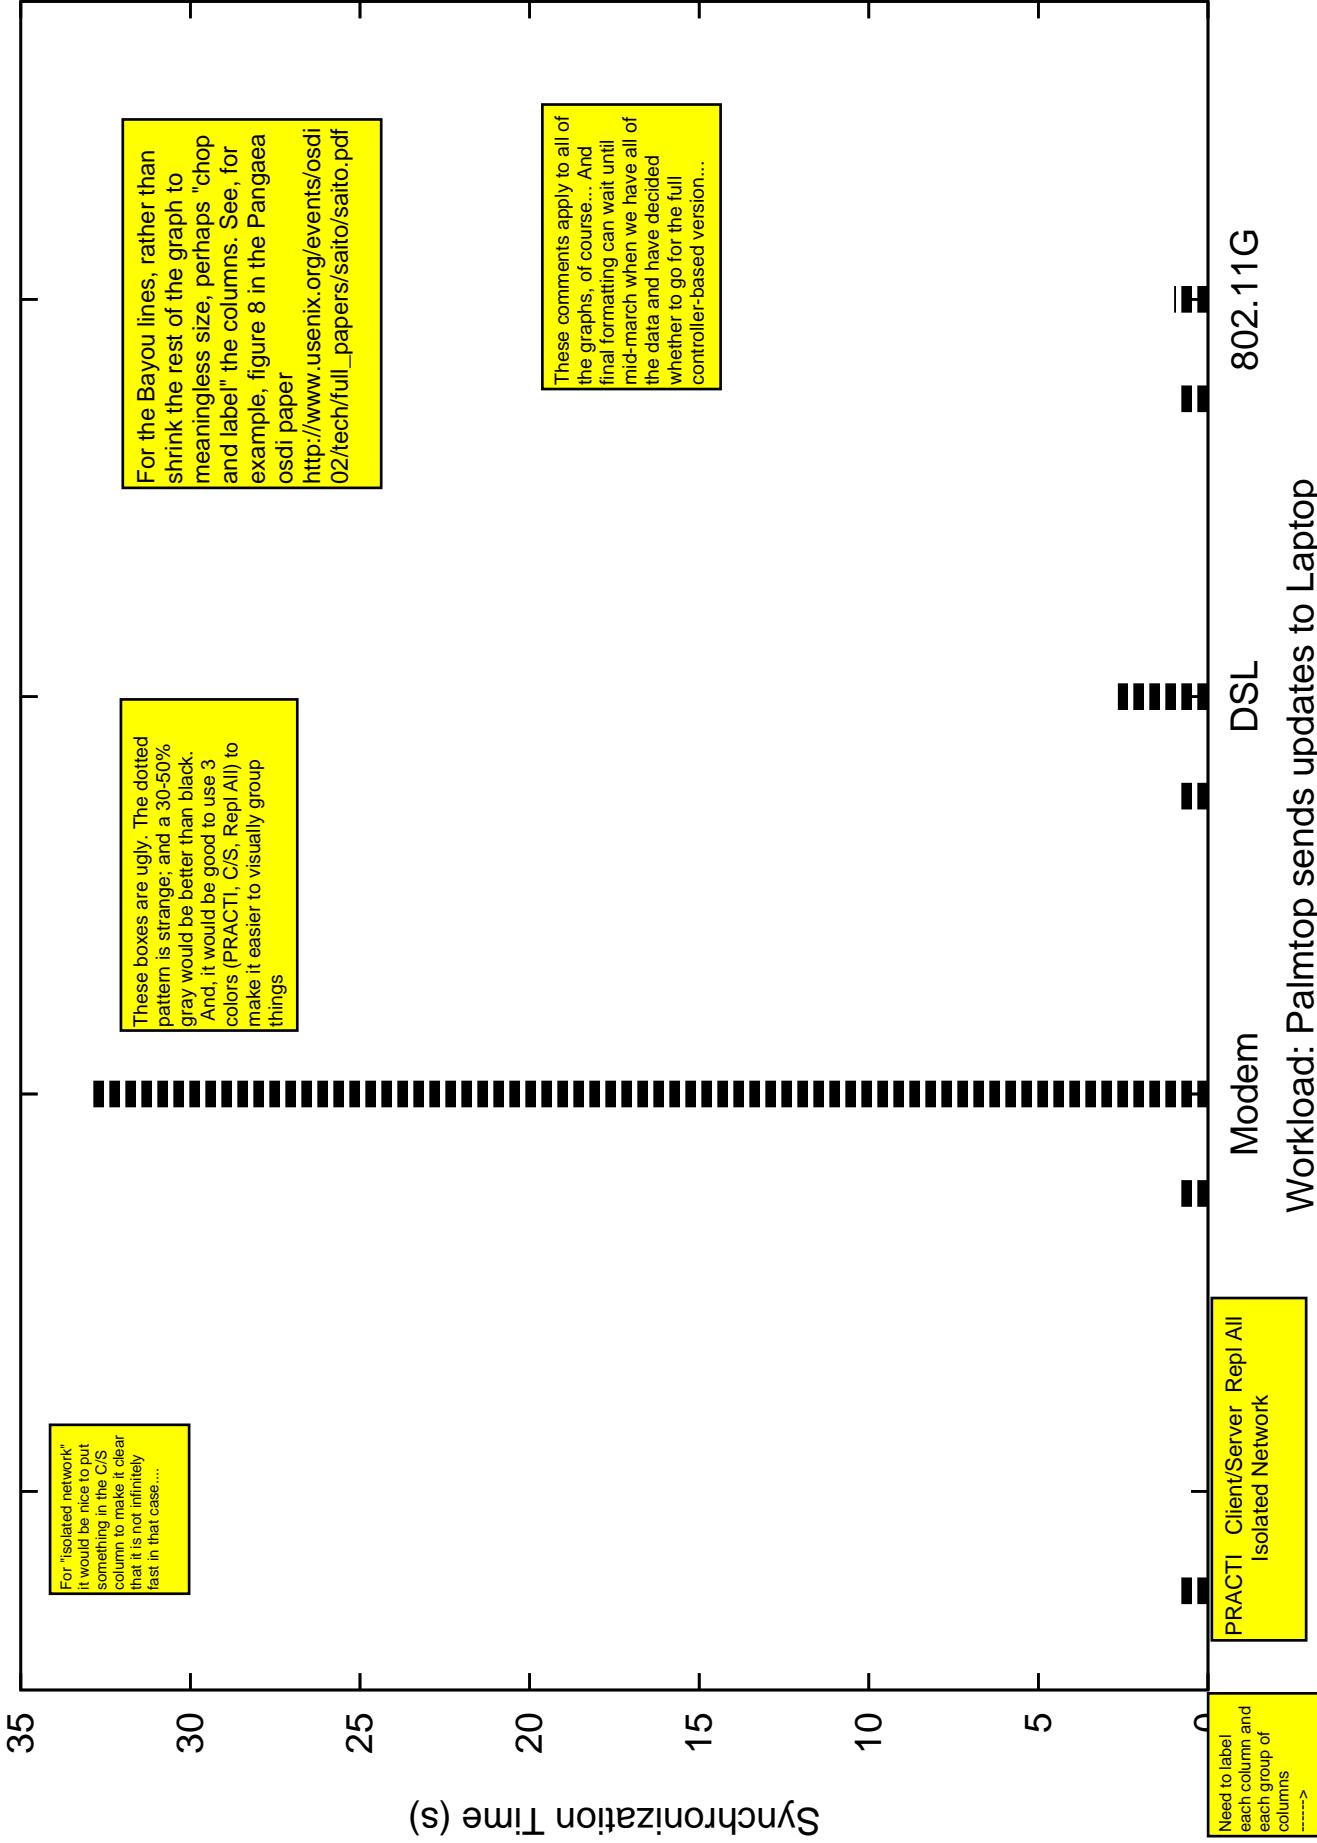 35
30
25
20
15
10
5
0
Synchronization Time (s)
For "isolated network"
it would be nice to put
something in the C/S
column to make it clear
that it is not infinitely
fast in that case....
These boxes are ugly. The dotted
pattern is strange; and a 30-50%
gray would be better than black.
And, it would be good to use 3
colors (PRACTI, C/S, Repl All) to
make it easier to visually group
things
For the Bayou lines, rather than
shrink the rest of the graph to
meaningless size, perhaps "chop
and label" the columns. See, for
example, figure 8 in the Pangaea
osdi paper
http://www.usenix.org/events/osdi
02/tech/full_papers/saito/saito.pdf
These comments apply to all of
the graphs, of course... And
final formatting can wait until
mid-march when we have all of
the data and have decided
whether to go for the full
controller-based version...
Need to label
each column and
each group of
columns
----->
PRACTI Client/Server Repl All
Isolated Network
Modem
DSL
802.11G
Workload: Palmtop sends updates to Laptop